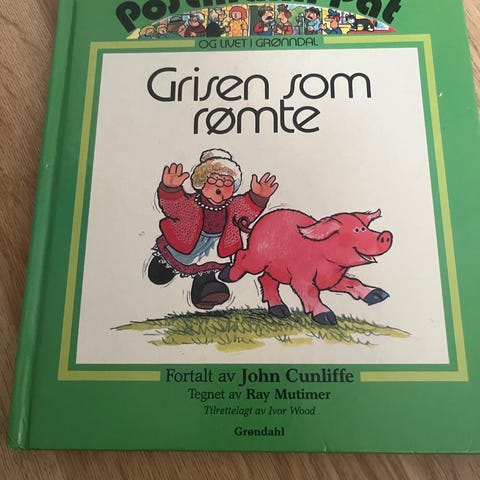 Pat
OG LIVET I GRØNNDAL
Grisen som
rømte
Fortalt av John Cunliffe
Tegnet av Ray Mutimer
Tilrettelagt av Ivor Wood
Grøndahl